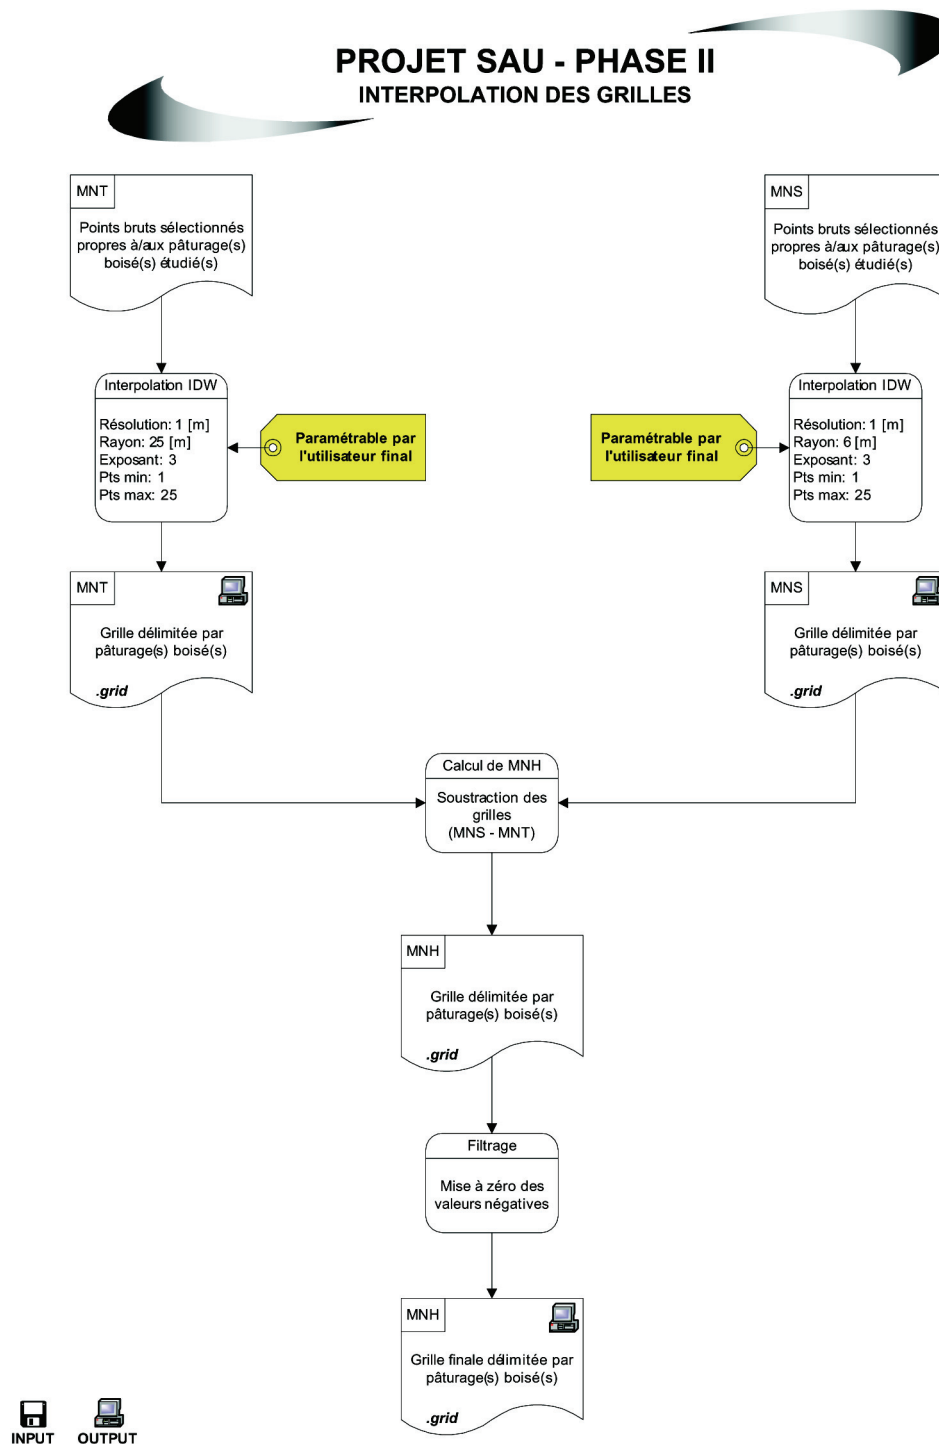 PROJET SAU - PHASE II
INTERPOLATION DES GRILLES
MNT
Points bruts sélectionnés
propres à/aux pâturage(s)
boisé(s) étudié(s)
MNS
Points bruts sélectionnés
propres à/aux pâturage(s)
boisé(s) étudié(s)
Interpolation IDW
Résolution: 1 [m]
Rayon: 25 [m]
Exposant: 3
Pts min: 1
Pts max: 25
Paramétrable par
l'utilisateur final
Paramétrable par
l'utilisateur final
Interpolation IDW
Résolution: 1 [m]
Rayon: 6 [m]
Exposant: 3
Pts min: 1
Pts max: 25
MNT
Grille délimitée par
pâturage(s) boisé(s)
.grid
MNS
Grille délimitée par
pâturage(s) boisé(s)
.grid
Calcul de MNH
Soustraction des
grilles
(MNS - MNT)
MNH
Grille délimitée par
pâturage(s) boisé(s)
.grid
Filtrage
Mise à zéro des
valeurs négatives
MNH
Grille finale délimitée par
pâturage(s) boisé(s)
.grid
INPUT OUTPUT